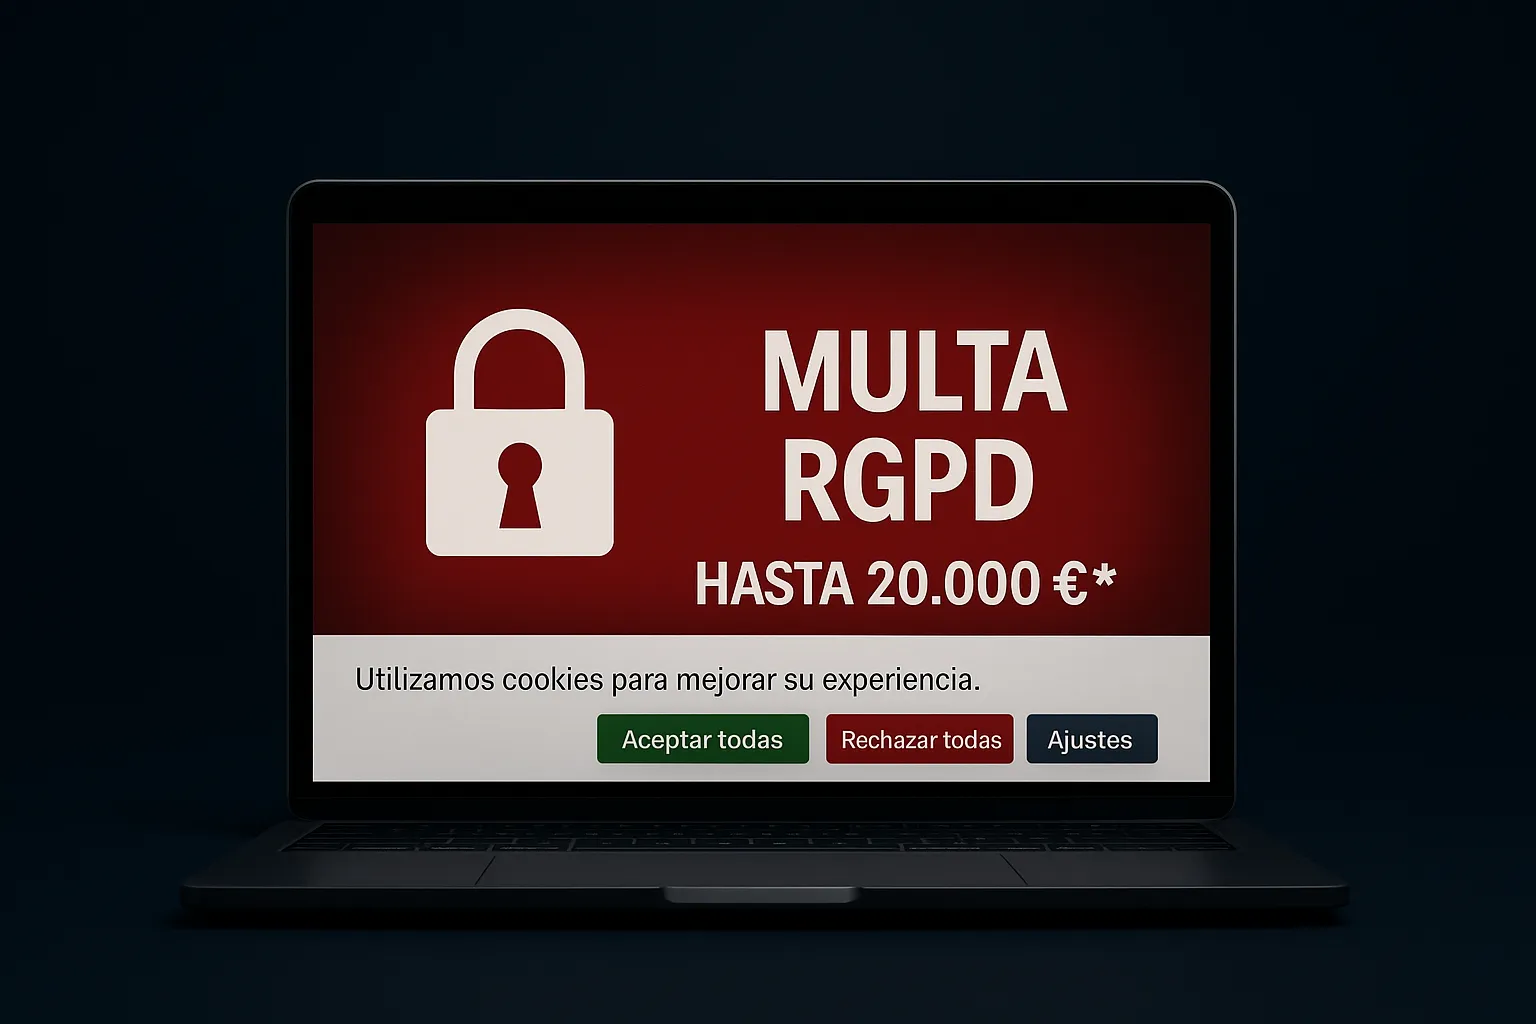 MULTA
RGPD
HASTA 20.000 €*
Utilizamos cookies para mejorar su experiencia.
Aceptar todas
Rechazar todas
Ajustes